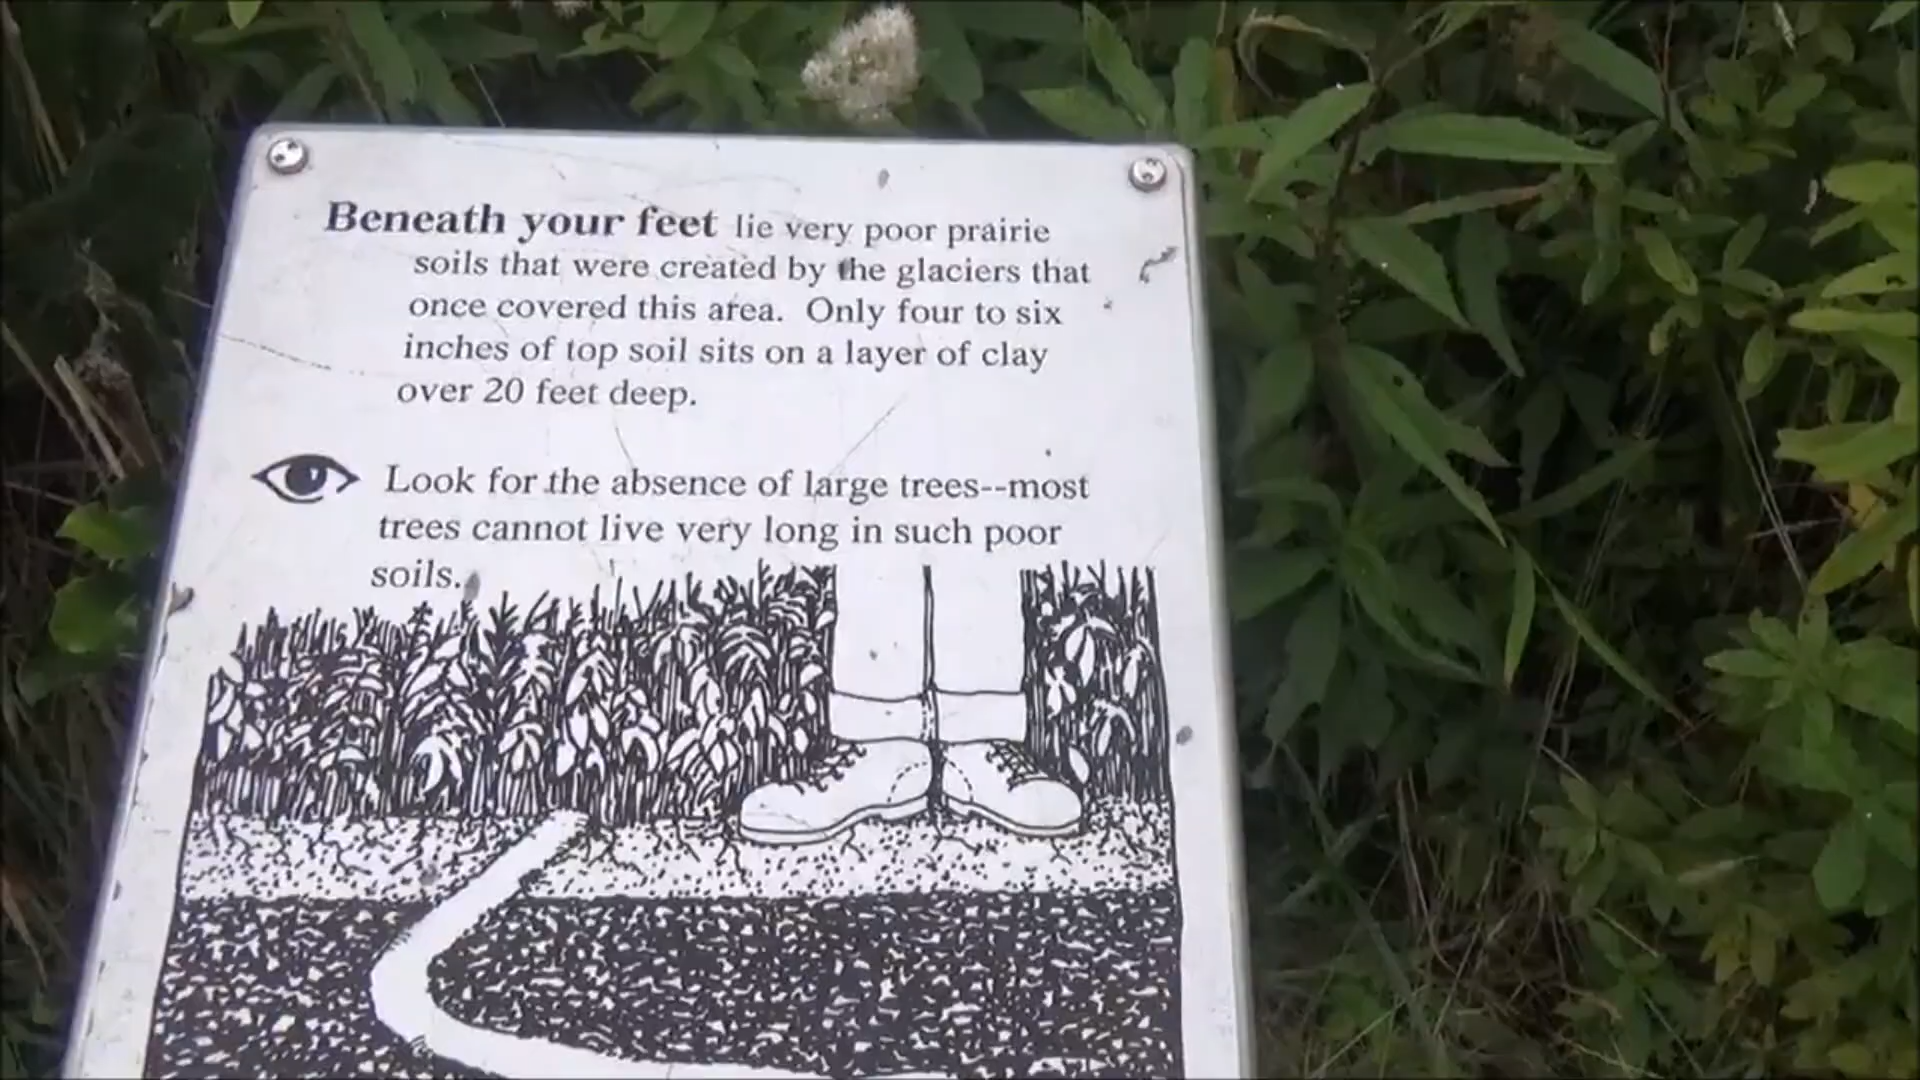 Beneath your feet lie very poor prairie
soils that were created by the glaciers that
once covered this area. Only four to six
inches of top soil sits on a layer of clay
over 20 feet deep.
Look for the absence of large trees--most
trees cannot live very long in such poor
soils.